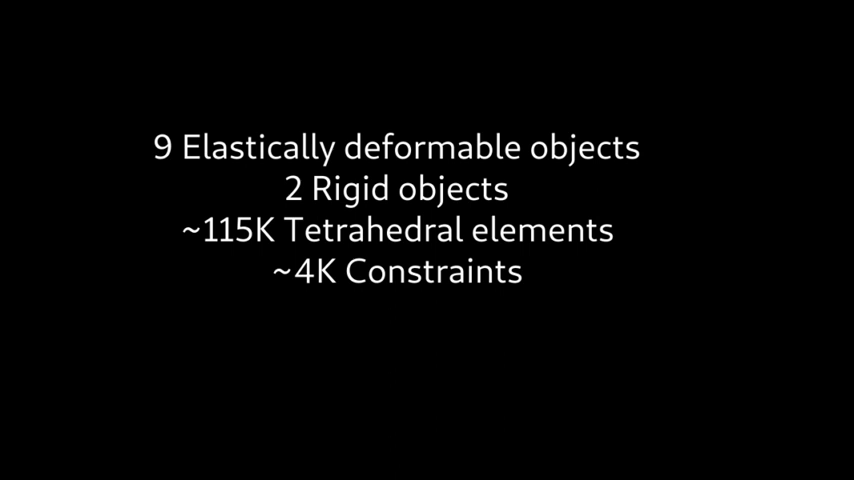 9 Elastically deformable objects
2 Rigid objects
~115K Tetrahedral elements
~4K Constraints